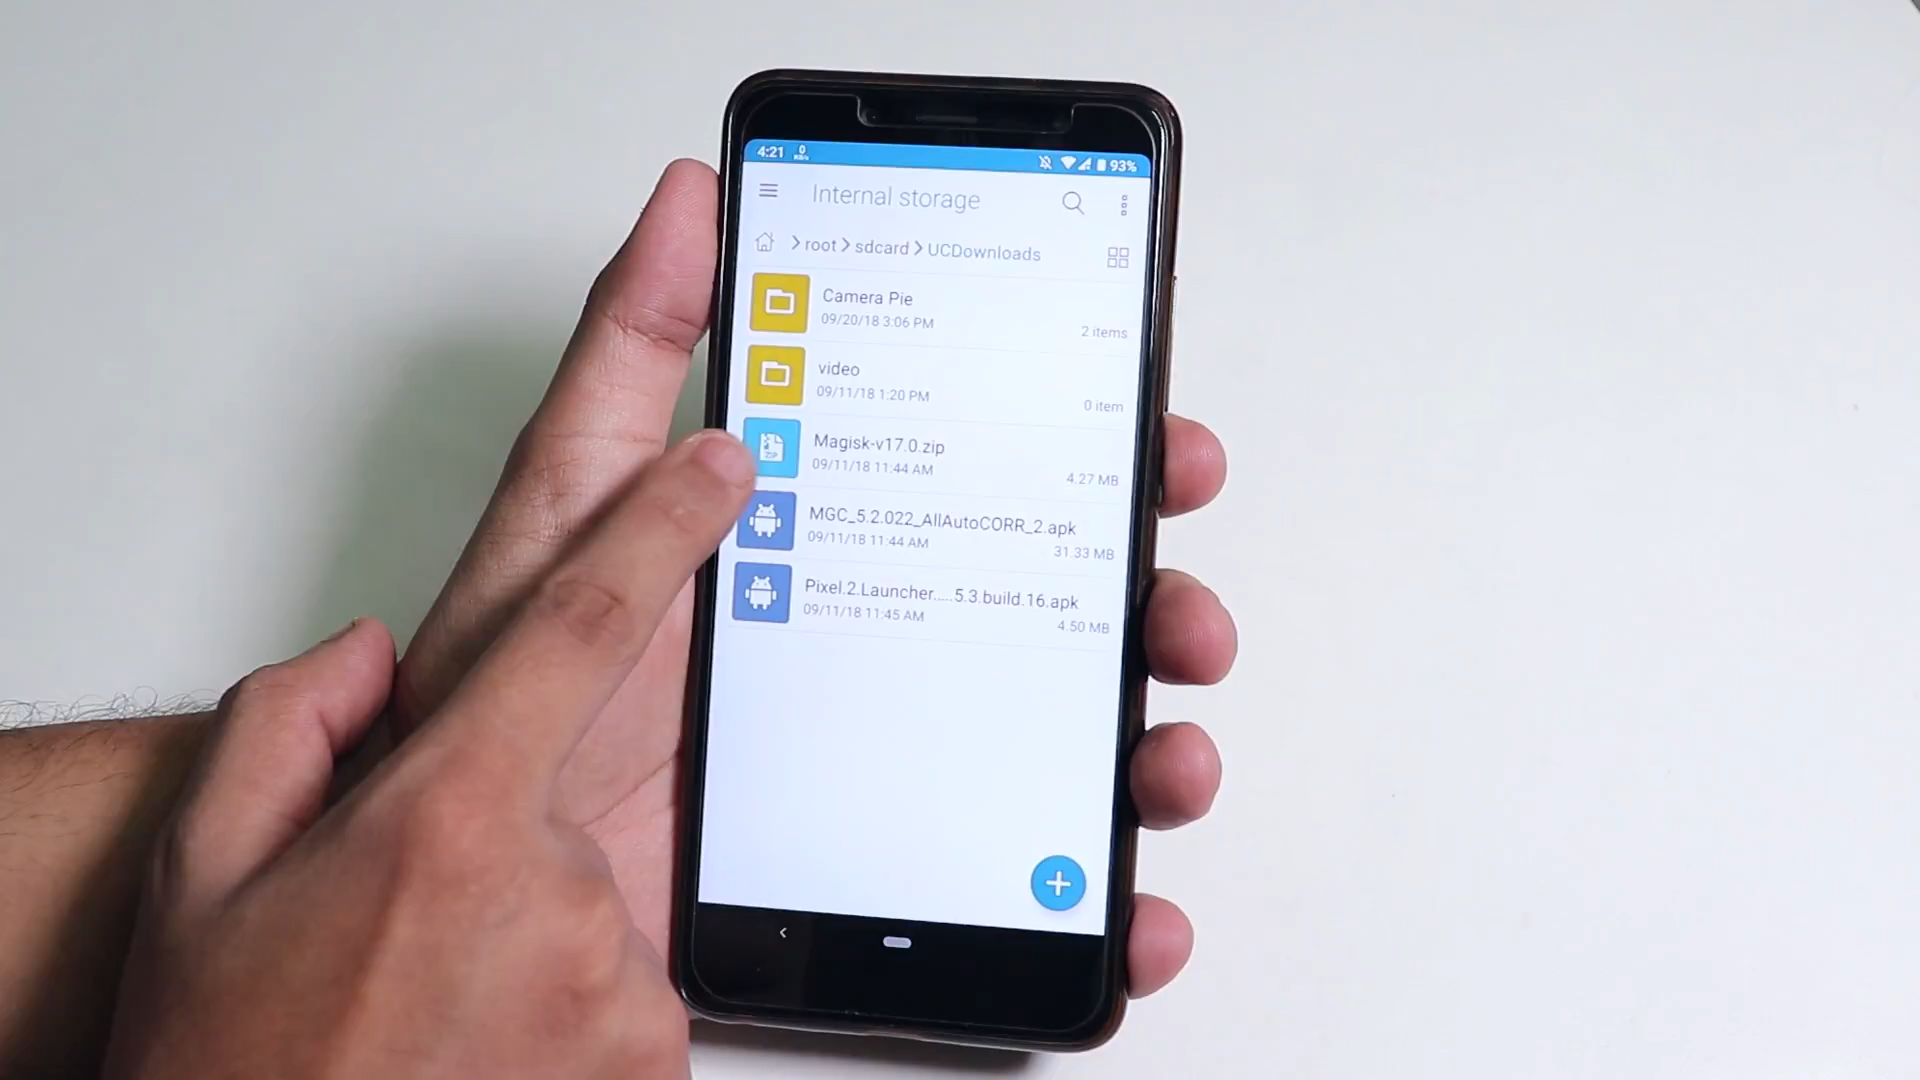 4:21 0 KB/s 93%
Internal storage
root sdcard UCDownloads
Camera Pie
09/20/18 3:06 PM 2 items
video
09/11/18 1:20 PM 0 item
ZIP
Magisk-v17.0.zip
09/11/18 11:44 AM 4.27 MB
MGC_5.2.022_AllAutoCORR_2.apk
09/11/18 11:44 AM 31.33 MB
Pixel.2.Launcher.....5.3.build.16.apk
09/11/18 11:45 AM 4.50 MB